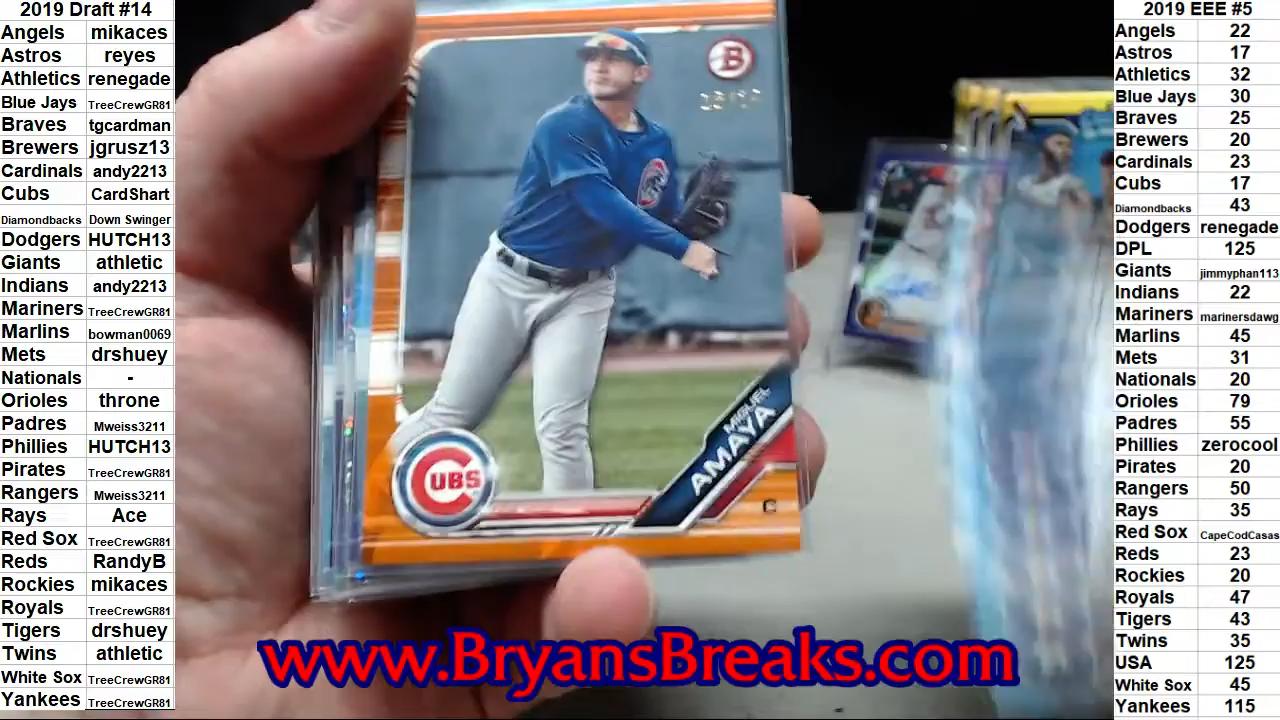 2019 Draft #14
Angels mikaces
Astros reyes
Athletics renegade
Blue Jays TreeCrewGR81
Braves tgcardman
Brewers jgrusz13
Cardinals andy2213
Cubs CardShart
Diamondbacks Down Swinger
Dodgers HUTCH13
Giants athletic
Indians andy2213
Mariners TreeCrewGR81
Marlins bowman0069
Mets drshuey
Nationals -
Orioles throne
Padres Mweiss3211
Phillies HUTCH13
Pirates TreeCrewGR81
Rangers Mweiss3211
Rays Ace
Red Sox TreeCrewGR81
Reds RandyB
Rockies mikaces
Royals TreeCrewGR81
Tigers drshuey
Twins athletic
White Sox TreeCrewGR81
Yankees TreeCrewGR81
B
MIGUEL
AMAYA
CUBS
C
www.BryansBreaks.com
2019 EEE #5
Angels 22
Astros 17
Athletics 32
Blue Jays 30
Braves 25
Brewers 20
Cardinals 23
Cubs 17
Diamondbacks 43
Dodgers renegade
DPL 125
Giants jimmyphan113
Indians 22
Mariners marinersdawg
Marlins 45
Mets 31
Nationals 20
Orioles 79
Padres 55
Phillies zerocool
Pirates 20
Rangers 50
Rays 35
Red Sox CapeCodCasas
Reds 23
Rockies 20
Royals 47
Tigers 43
Twins 35
USA 125
White Sox 45
Yankees 115